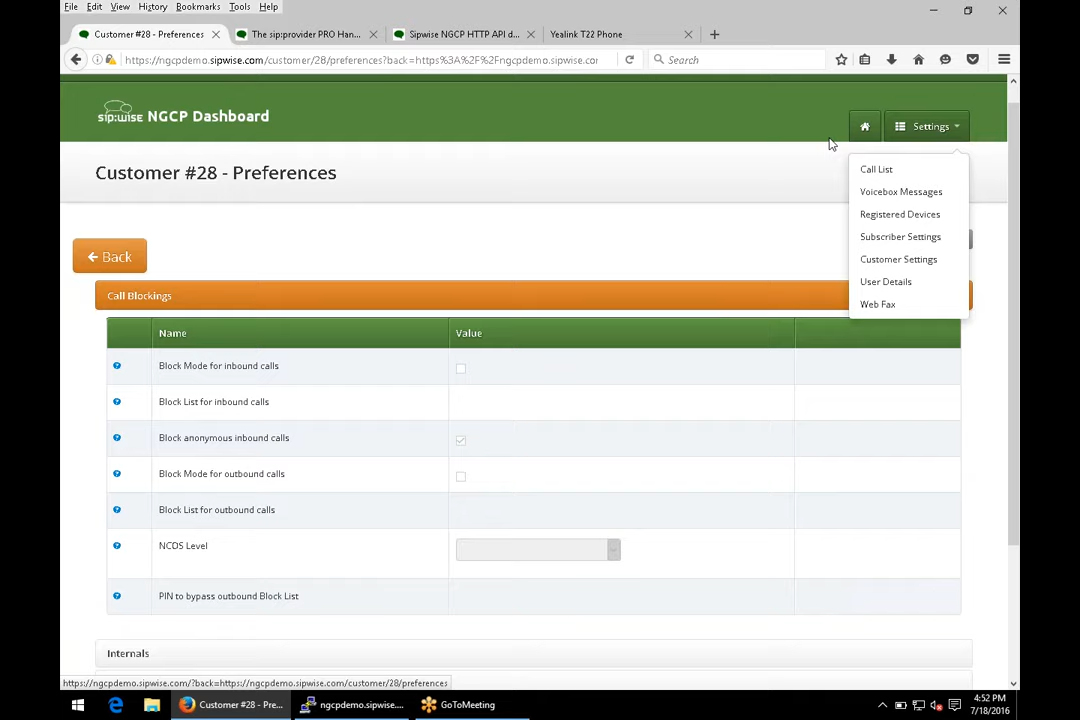 File Edit View History Bookmarks Tools Help
Customer #28 - Preferences
The sip:provider PRO Han...
Sipwise NGCP HTTP API d...
Yealink T22 Phone
https://ngcpdemo.sipwise.com/customer/28/preferences?back=https%3A%2F%2Fngcpdemo.sipwise.com/
Search
sip:wise NGCP Dashboard
Settings
Customer #28 - Preferences
Call List
Voicebox Messages
Registered Devices
Subscriber Settings
Customer Settings
User Details
Web Fax
Back
Call Blockings
Name Value
Block Mode for inbound calls
Block List for inbound calls
Block anonymous inbound calls
Block Mode for outbound calls
Block List for outbound calls
NCOS Level
PIN to bypass outbound Block List
Internals
https://ngcpdemo.sipwise.com/?back=https://ngcpdemo.sipwise.com/customer/28/preferences
Customer #28 - Pre...
ngcpdemo.sipwise....
GoToMeeting
4:52 PM
7/18/2016